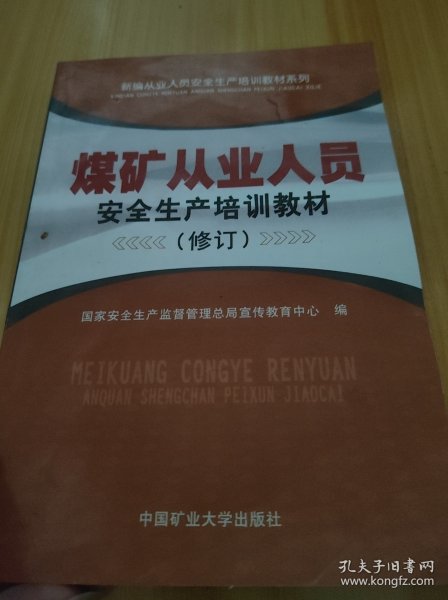 新编从业人员安全生产培训教材系列
XINBIAN CONGYE RENYUAN ANQUAN SHENGCHAN PEIXUN JIAOCAI XILIE
煤矿从业人员
安全生产培训教材
（修订）
国家安全生产监督管理总局宣传教育中心 编
MEIKUANG CONGYE RENYUAN
ANQUAN SHENGCHAN PEIXUN JIAOCAI
中国矿业大学出版社
孔夫子旧书网
www.kongfz.com